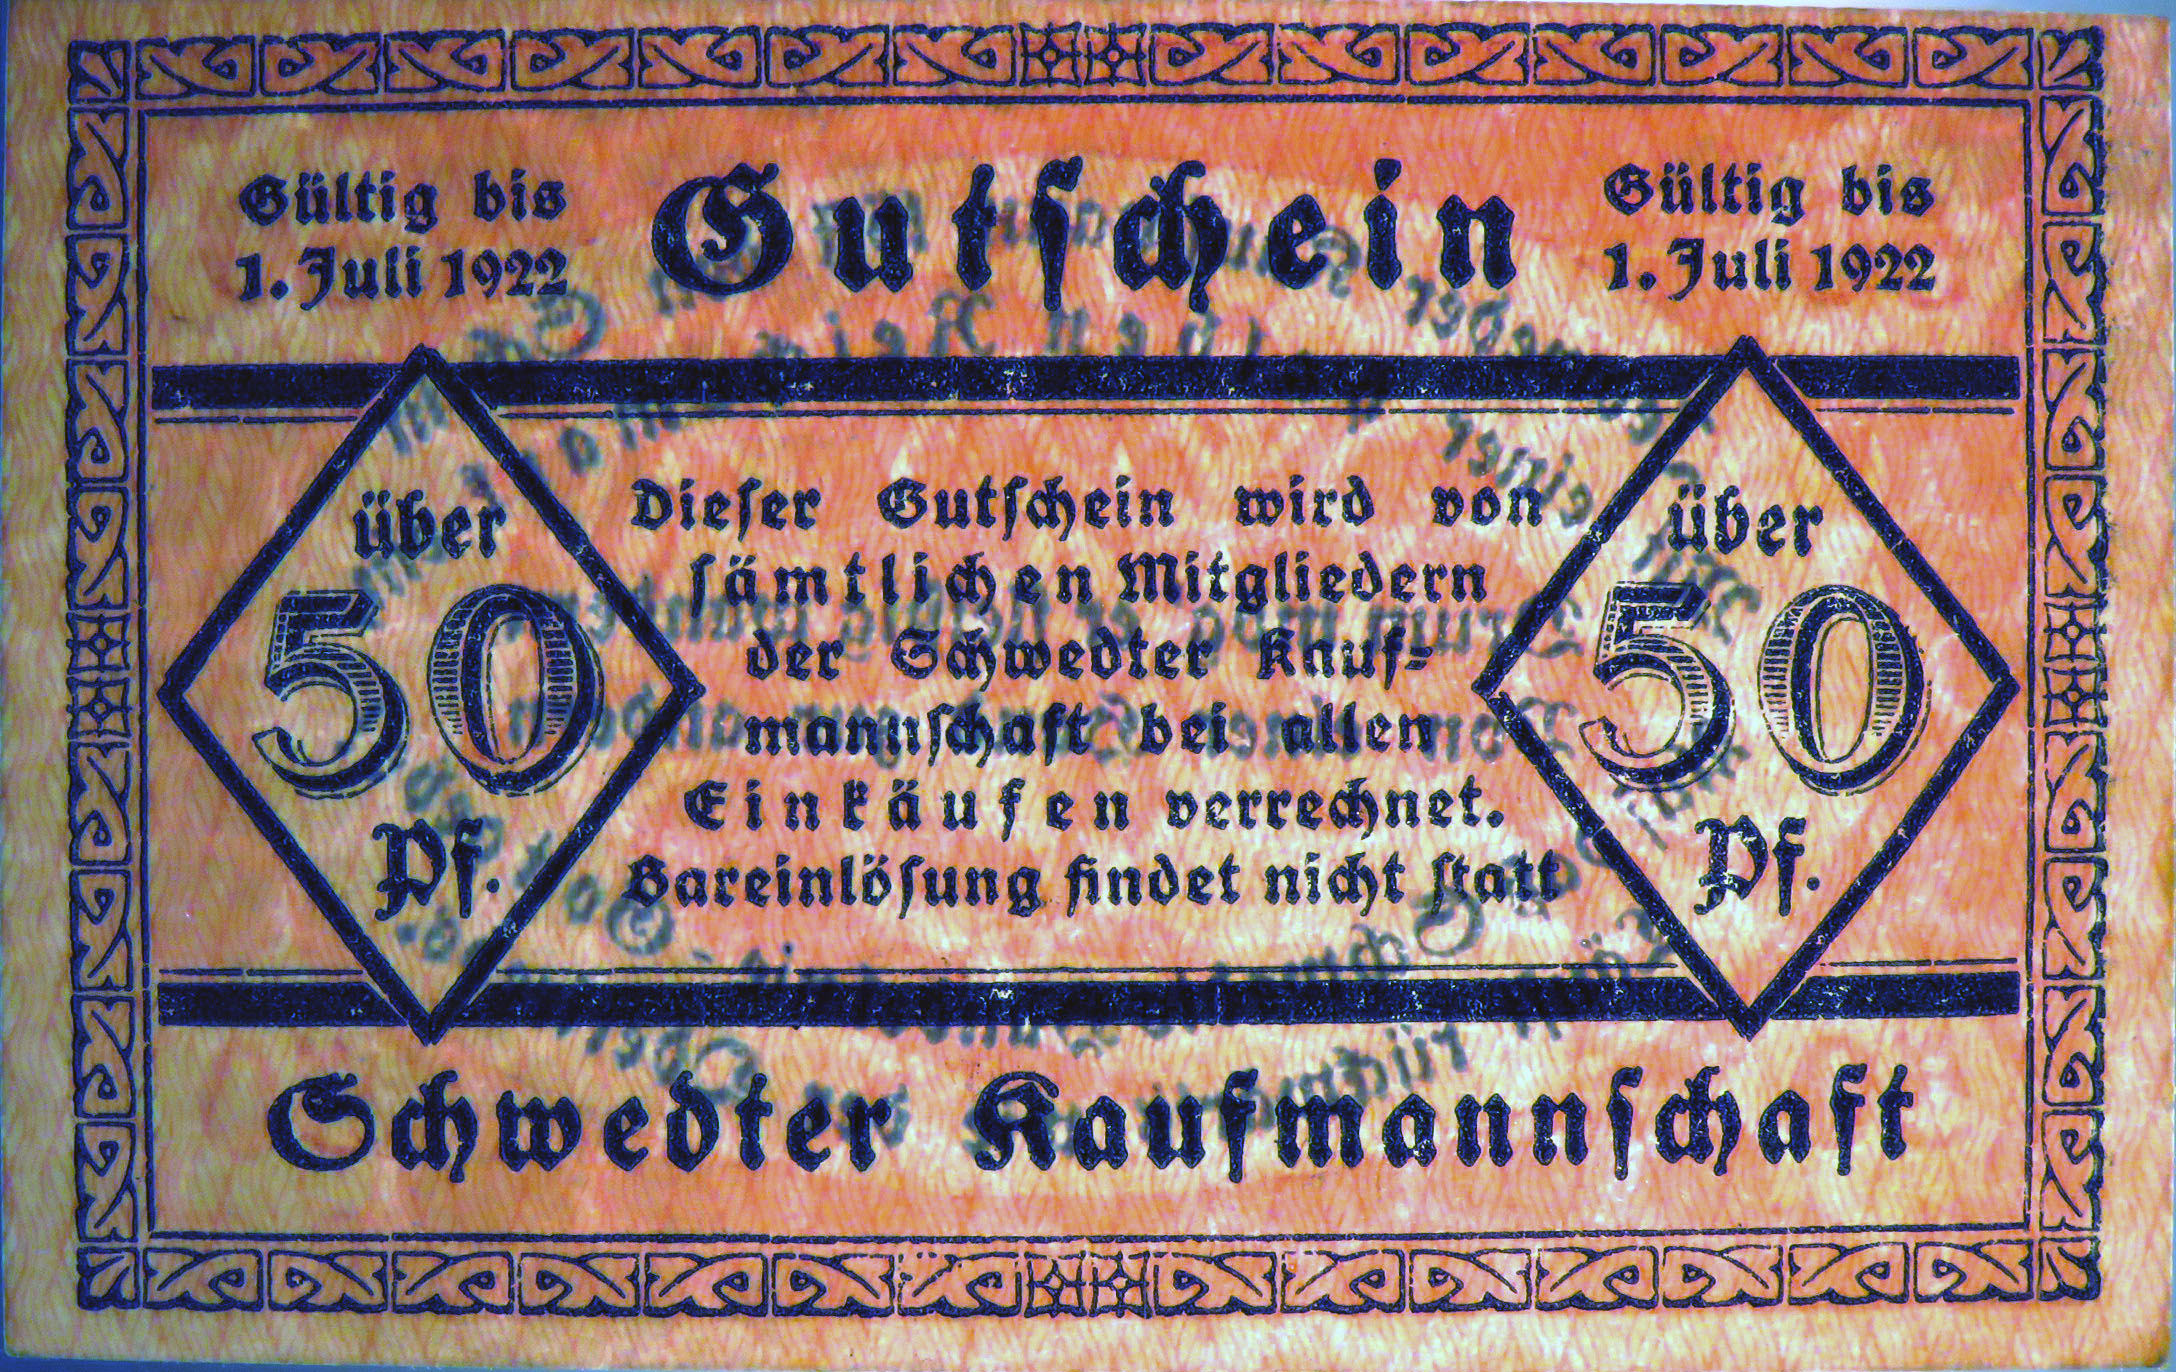 Gültig bis
1. Juli 1922
Gutschein
Gültig bis
1. Juli 1922
über
50
Pf.
Dieser Gutschein wird von
sämtlichen Mitgliedern
der Schwedter Kauf-
mannschaft bei allen
Einkäufen verrechnet.
Bareinlösung findet nicht statt
über
50
Pf.
Schwedter Kaufmannschaft